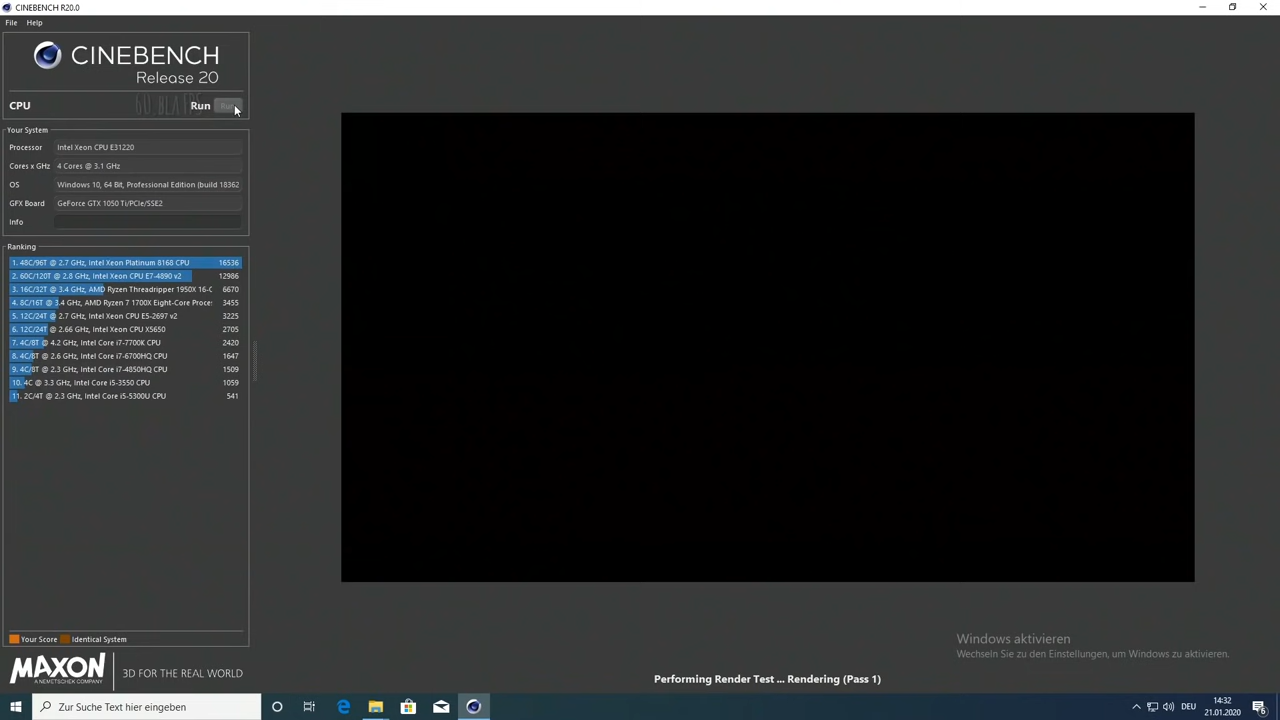 CINEBENCH R20.0
File Help
CINEBENCH
Release 20
CPU Run
Your System
Processor Intel Xeon CPU E31220
Cores x GHz 4 Cores @ 3.1 GHz
OS Windows 10, 64 Bit, Professional Edition (build 18362
GFX Board GeForce GTX 1050 Ti/PCIe/SSE2
Info
Ranking
1. 48C/96T @ 2.7 GHz, Intel Xeon Platinum 8168 CPU 16536
2. 60C/120T @ 2.8 GHz, Intel Xeon CPU E7-4890 v2 12986
3. 16C/32T @ 3.4 GHz, AMD Ryzen Threadripper 1950X 16-C 6670
4. 8C/16T @ 3.4 GHz, AMD Ryzen 7 1700X Eight-Core Proces 3455
5. 12C/24T @ 2.7 GHz, Intel Xeon CPU E5-2697 v2 3225
6. 12C/24T @ 2.66 GHz, Intel Xeon CPU X5650 2705
7. 4C/8T @ 4.2 GHz, Intel Core i7-7700K CPU 2420
8. 4C/8T @ 2.6 GHz, Intel Core i7-6700HQ CPU 1647
9. 4C/8T @ 2.3 GHz, Intel Core i7-4850HQ CPU 1509
10. 4C @ 3.3 GHz, Intel Core i5-3550 CPU 1059
11. 2C/4T @ 2.3 GHz, Intel Core i5-5300U CPU 541
Your Score Identical System
MAXON
A NEMETSCHEK COMPANY
3D FOR THE REAL WORLD
Windows aktivieren
Wechseln Sie zu den Einstellungen, um Windows zu aktivieren.
Performing Render Test ... Rendering (Pass 1)
Zur Suche Text hier eingeben
DEU
14:32
21.01.2020
6